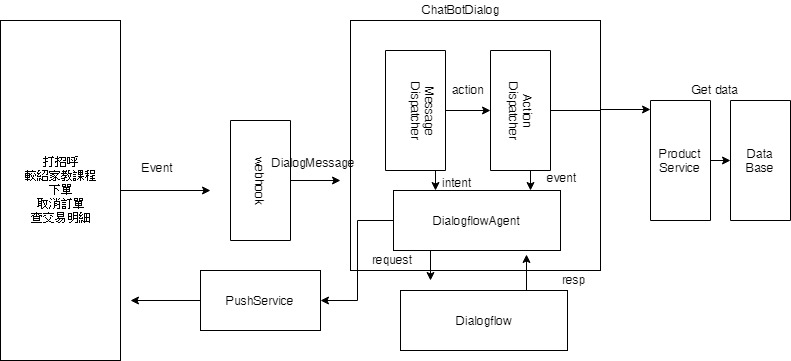 ChatBotDialog
打招呼
較紹家教課程
下單
取消訂單
查交易明細
Event
webhook
DialogMessage
Message
Dispatcher
action
Action
Dispatcher
intent
event
DialogflowAgent
request
resp
Dialogflow
PushService
Get data
Product
Service
Data
Base